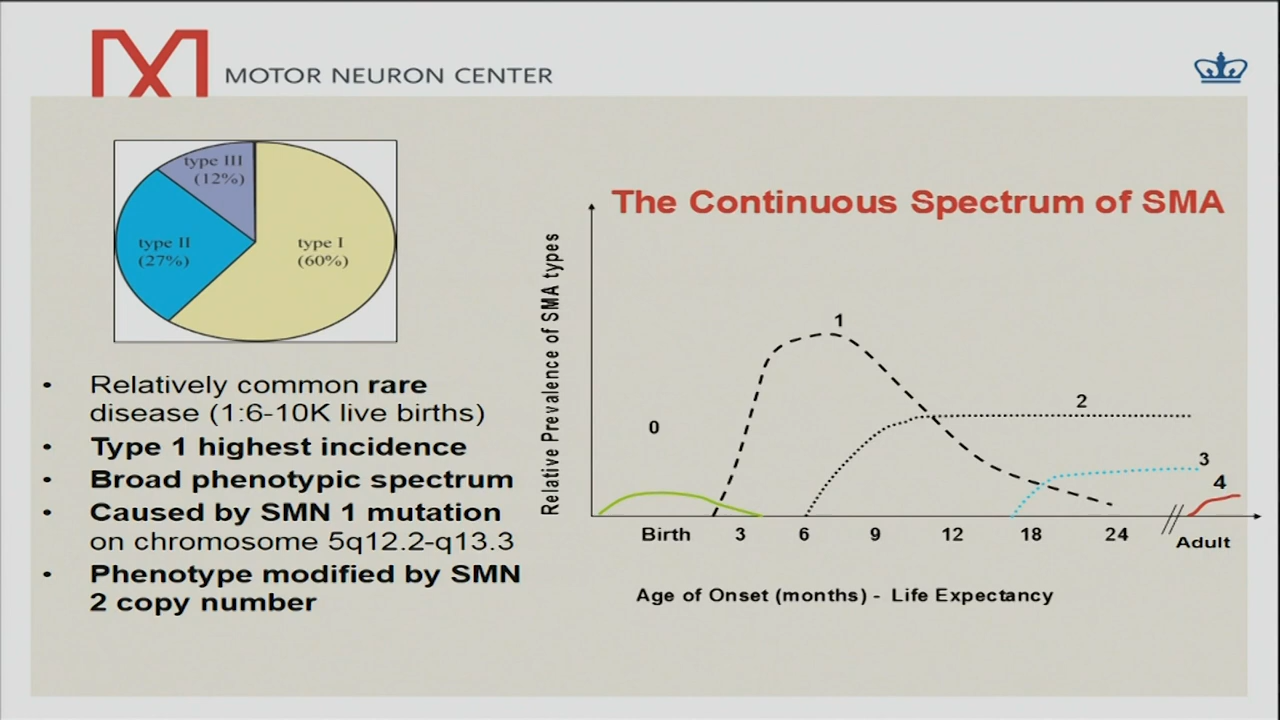 MOTOR NEURON CENTER
type III
(12%)
type II
(27%)
type I
(60%)
• Relatively common rare
disease (1:6-10K live births)
• Type 1 highest incidence
• Broad phenotypic spectrum
• Caused by SMN 1 mutation
on chromosome 5q12.2-q13.3
• Phenotype modified by SMN
2 copy number
The Continuous Spectrum of SMA
Relative Prevalence of SMA types
0
1
2
3
4
Birth 3 6 9 12 18 24 Adult
Age of Onset (months) - Life Expectancy